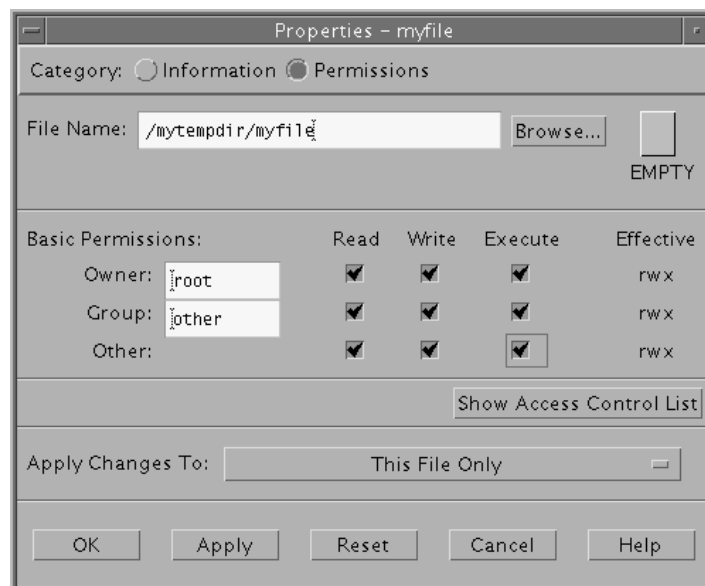 Properties – myfile
Category: Information Permissions
File Name: /mytempdir/myfile Browse...
EMPTY
Basic Permissions: Read Write Execute Effective
Owner: root rwx
Group: other rwx
Other: rwx
Show Access Control List
Apply Changes To: This File Only
OK Apply Reset Cancel Help